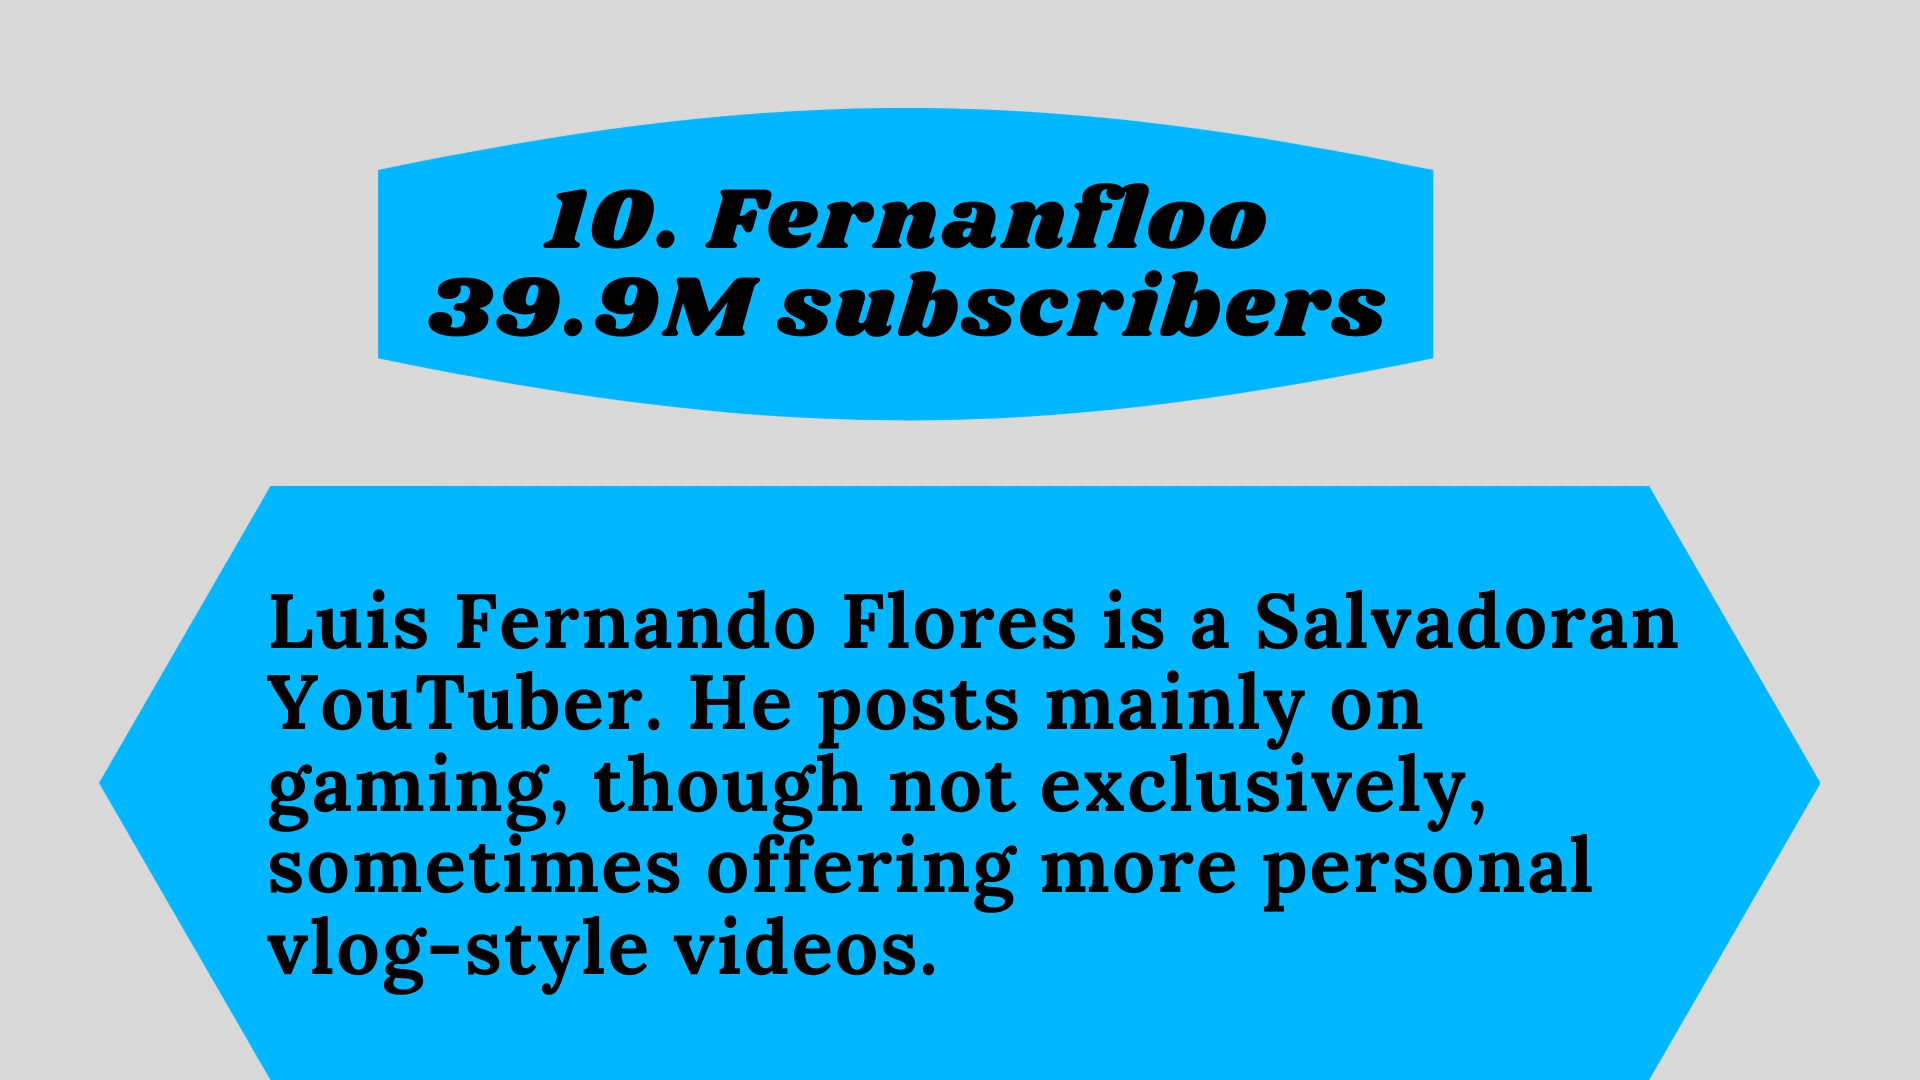 10. Fernanfloo
39.9M subscribers
Luis Fernando Flores is a Salvadoran
YouTuber. He posts mainly on
gaming, though not exclusively,
sometimes offering more personal
vlog-style videos.